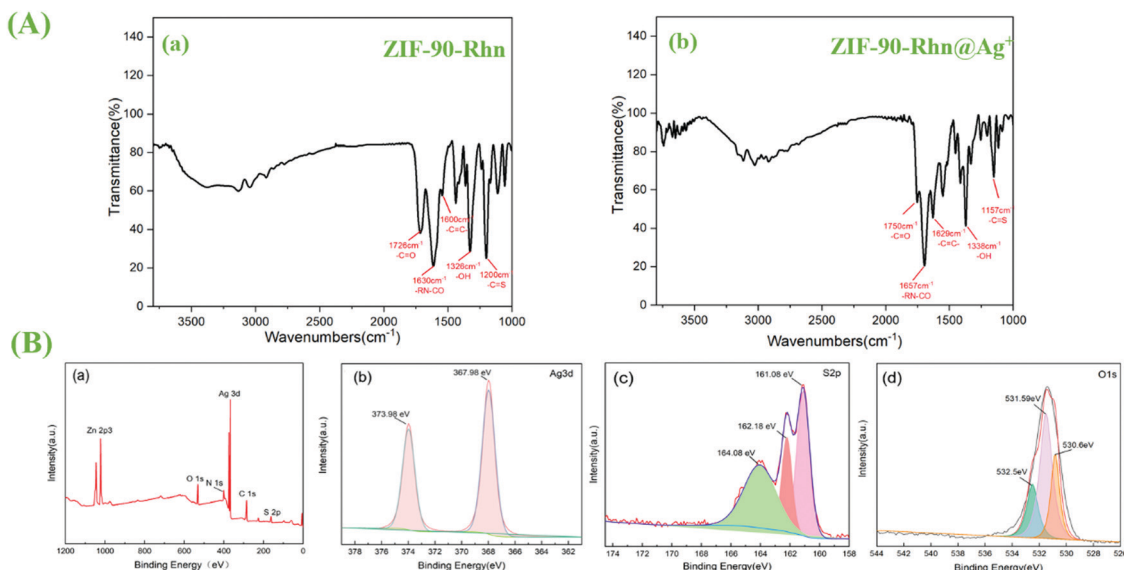 (A)
(a)
ZIF-90-Rhn
Transmittance(%)
140
120
100
80
60
40
20
0
1726cm⁻¹
-C=O
1630cm⁻¹
-RN-CO
1600cm⁻¹
-C=C-
1326cm⁻¹
-OH
1200cm⁻¹
-C=S
3500
3000
2500
2000
1500
1000
Wavenumbers(cm⁻¹)
(b)
ZIF-90-Rhn@Ag⁺
Transmittance(%)
140
120
100
80
60
40
20
0
1750cm⁻¹
-C=O
1657cm⁻¹
-RN-CO
1629cm⁻¹
-C=C-
1338cm⁻¹
-OH
1157cm⁻¹
-C=S
3500
3000
2500
2000
1500
1000
Wavenumbers(cm⁻¹)
(B)
(a)
Intensity(a.u.)
Zn 2p3
O 1s
N 1s
Ag 3d
C 1s
S 2p
1200
1000
800
600
400
200
0
Binding Energy (eV)
(b)
Ag3d
Intensity(a.u.)
373.98 eV
367.98 eV
378
376
374
372
370
368
366
364
362
Binding Energy(eV)
(c)
S2p
Intensity(a.u.)
164.08 eV
162.18 eV
161.08 eV
174
172
170
168
166
164
162
160
158
Binding Energy(eV)
(d)
O1s
Intensity(a.u.)
532.5eV
531.59eV
530.6eV
544
542
540
538
536
534
532
530
528
526
Binding Energy(eV)